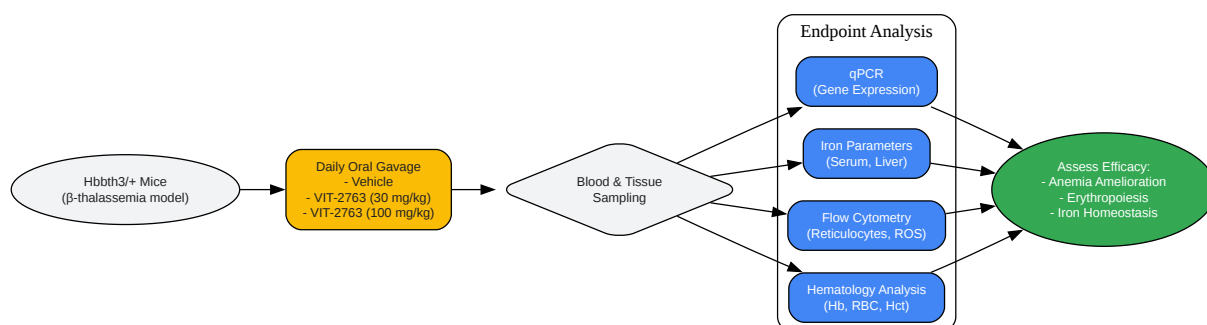 Hbbth3/+ Mice
(β-thalassemia model)
Daily Oral Gavage
- Vehicle
- VIT-2763 (30 mg/kg)
- VIT-2763 (100 mg/kg)
Blood & Tissue
Sampling
Endpoint Analysis
qPCR
(Gene Expression)
Iron Parameters
(Serum, Liver)
Flow Cytometry
(Reticulocytes, ROS)
Hematology Analysis
(Hb, RBC, Hct)
Assess Efficacy:
- Anemia Amelioration
- Erythropoiesis
- Iron Homeostasis